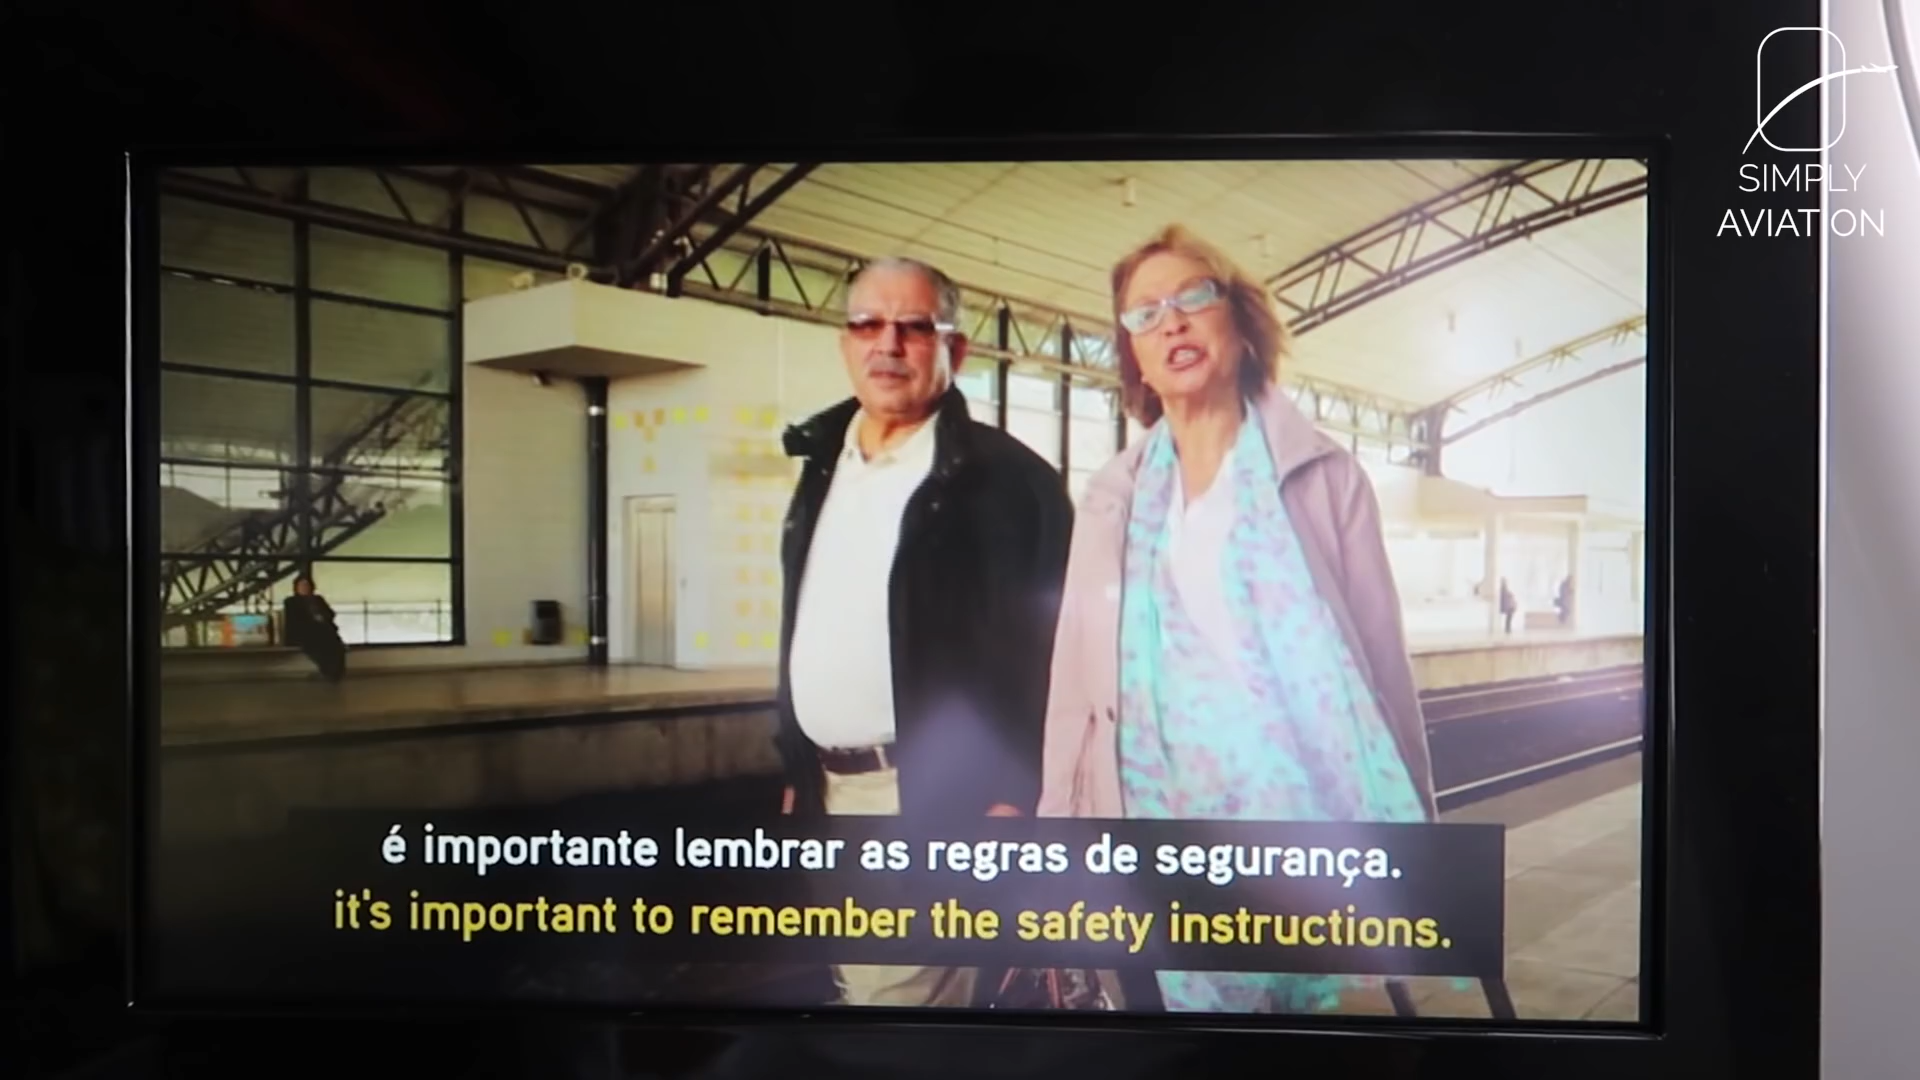 SIMPLY
AVIATION
é importante lembrar as regras de segurança.
it's important to remember the safety instructions.